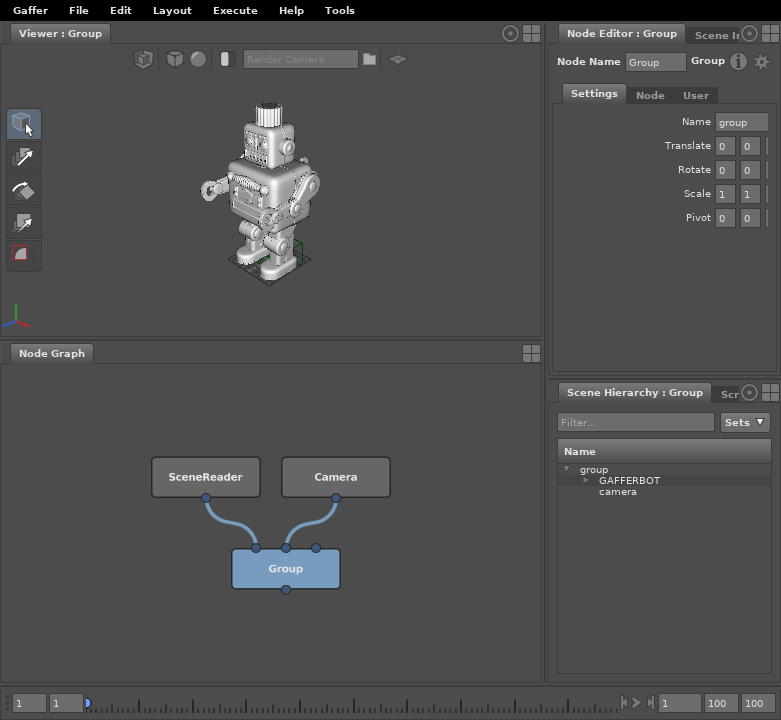 Gaffer File Edit Layout Execute Help Tools
Viewer : Group
Render Camera
Node Graph
SceneReader Camera
Group
Node Editor : Group Scene In
Node Name Group Group
Settings Node User
Name group
Translate 0 0
Rotate 0 0
Scale 1 1
Pivot 0 0
Scene Hierarchy : Group Scr
Filter... Sets
Name
group
GAFFERBOT
camera
1 1 1 100 100